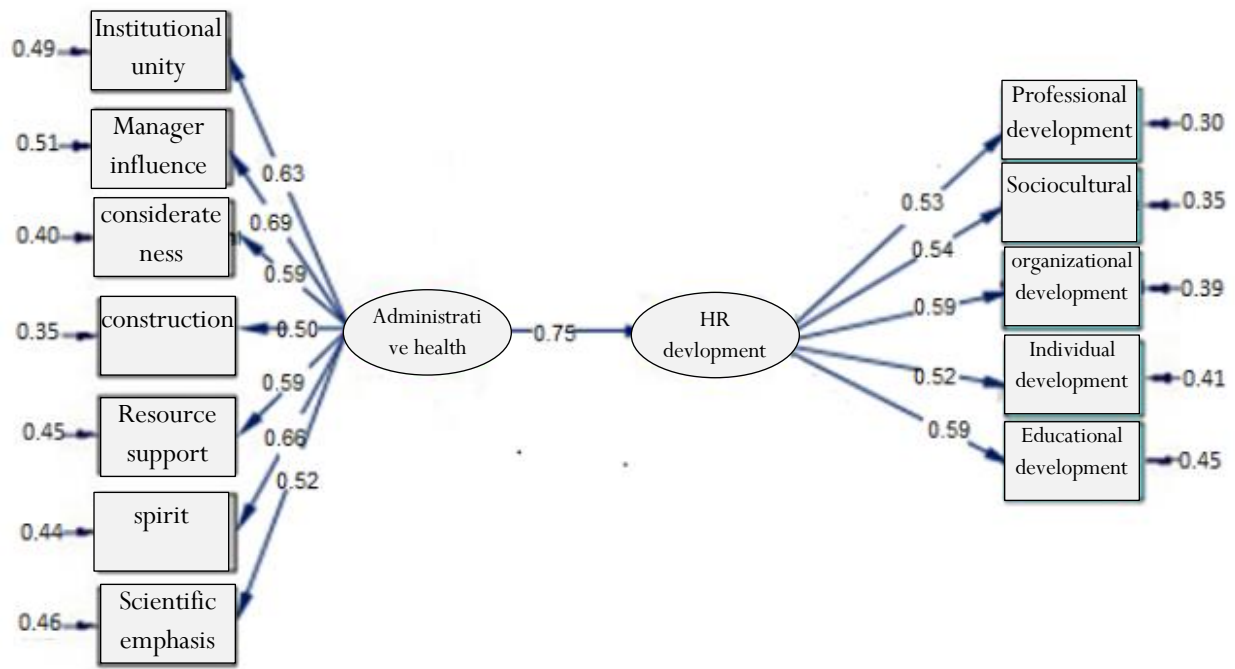 Institutional
unity
0.49
Manager
influence
0.51
considerate
ness
0.40
construction
0.35
Resource
support
0.45
spirit
0.44
Scientific
emphasis
0.46
0.63
0.69
0.59
0.50
0.59
0.66
0.52
Administrati
ve health
0.75
HR
devlopment
0.53
0.54
0.59
0.52
0.59
Professional
development
0.30
Sociocultural
0.35
organizational
development
0.39
Individual
development
0.41
Educational
development
0.45